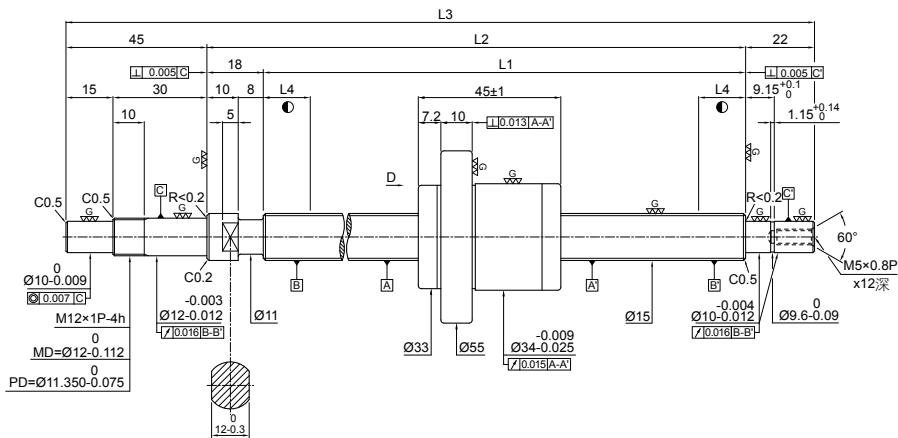 L3
45
L2
22
⊥ 0.005 C
18
L1
⊥ 0.005 C'
15
30
10
8
L4
45±1
L4
9.15 +0.1 0
10
5
7.2
10
⊥ 0.013 A-A'
1.15 +0.14 0
G
G
G
G
D
C0.5
C0.5
G
C
G
R<0.2
G
R<0.2
G
C'
G
60°
C0.2
B
A
A'
B'
C0.5
M5×0.8P
x12深
0
Ø10-0.009
◎ 0.007 C
-0.003
Ø12-0.012
↗ 0.016 B-B'
Ø11
Ø15
-0.004
Ø10-0.012
↗ 0.016 B-B'
0
Ø9.6-0.09
M12×1P-4h
0
MD=Ø12-0.112
0
PD=Ø11.350-0.075
Ø33
Ø55
-0.009
Ø34-0.025
↗ 0.015 A-A'
0
12-0.3